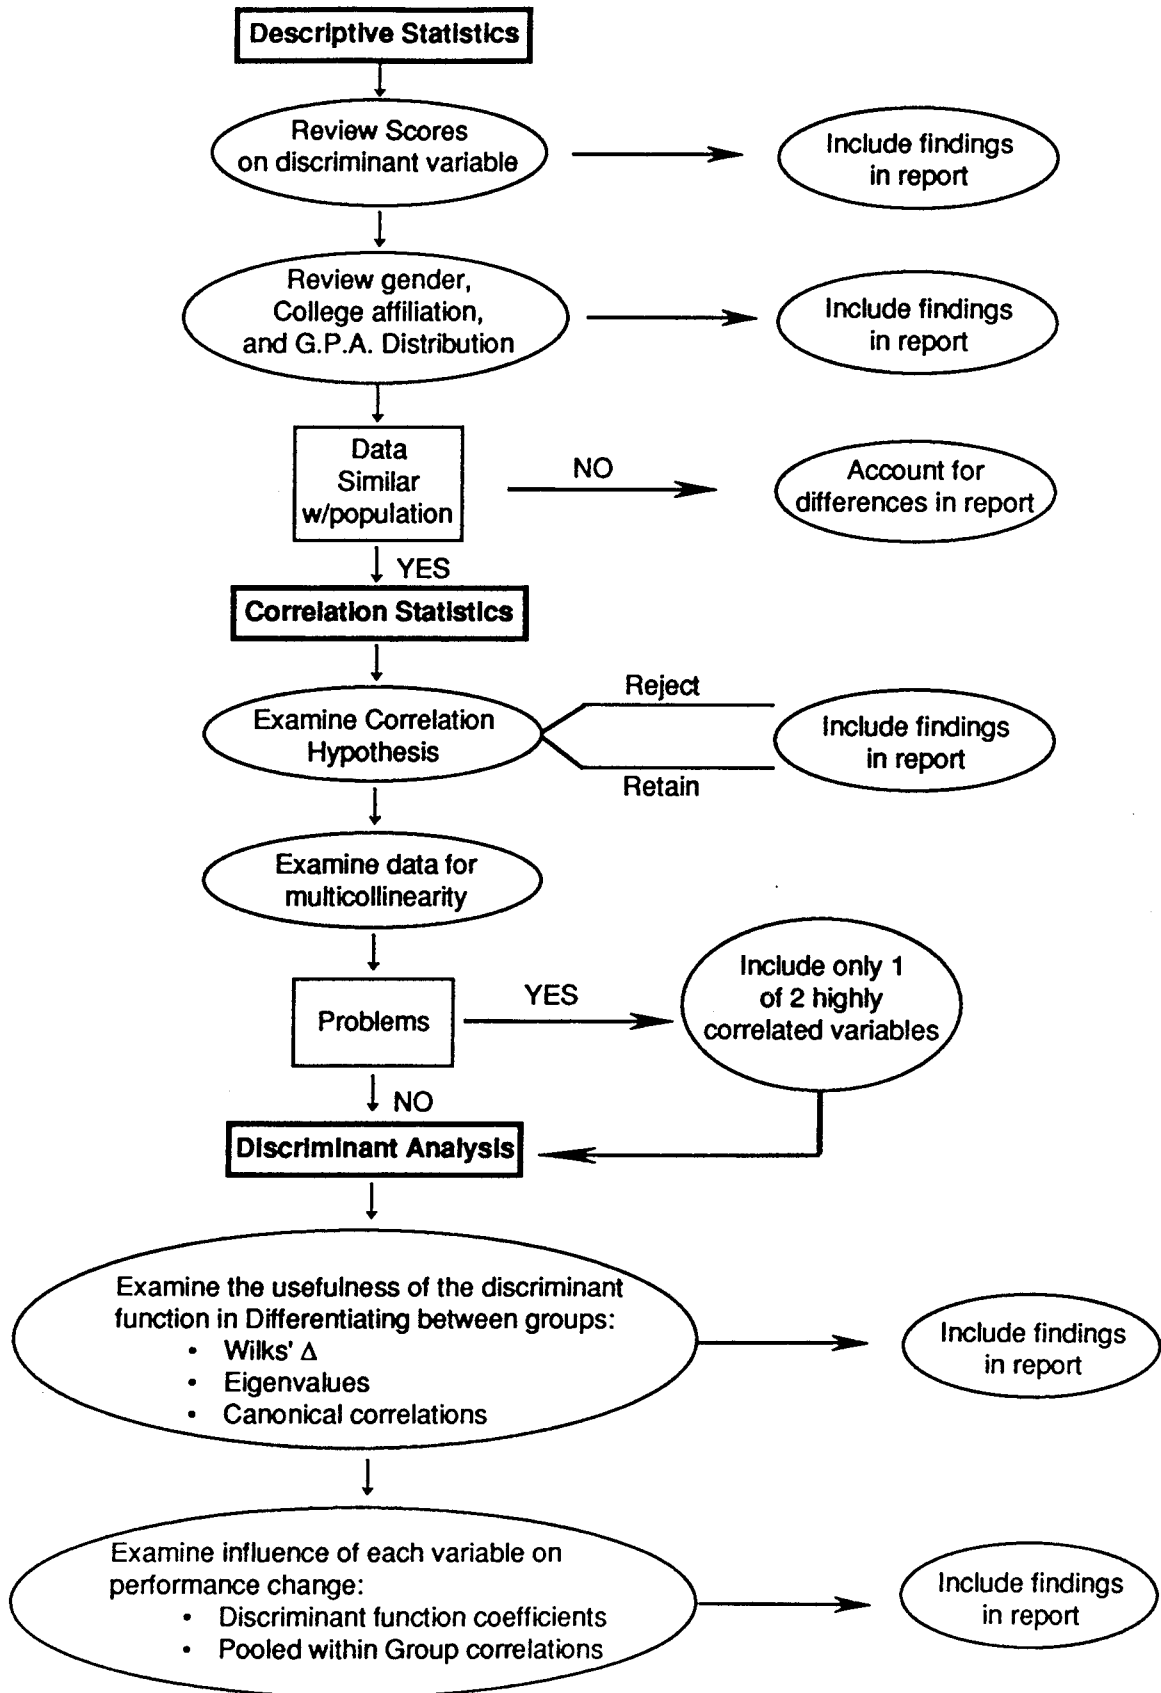 Descriptive Statistics
Review Scores
on discriminant variable
Include findings
in report
Review gender,
College affiliation,
and G.P.A. Distribution
Include findings
in report
Data
Similar
w/population
NO
Account for
differences in report
YES
Correlation Statistics
Examine Correlation
Hypothesis
Reject
Retain
Include findings
in report
Examine data for
multicollinearity
Problems
YES
Include only 1
of 2 highly
correlated variables
NO
Discriminant Analysis
Examine the usefulness of the discriminant
function in Differentiating between groups:
• Wilks' Δ
• Eigenvalues
• Canonical correlations
Include findings
in report
Examine influence of each variable on
performance change:
• Discriminant function coefficients
• Pooled within Group correlations
Include findings
in report